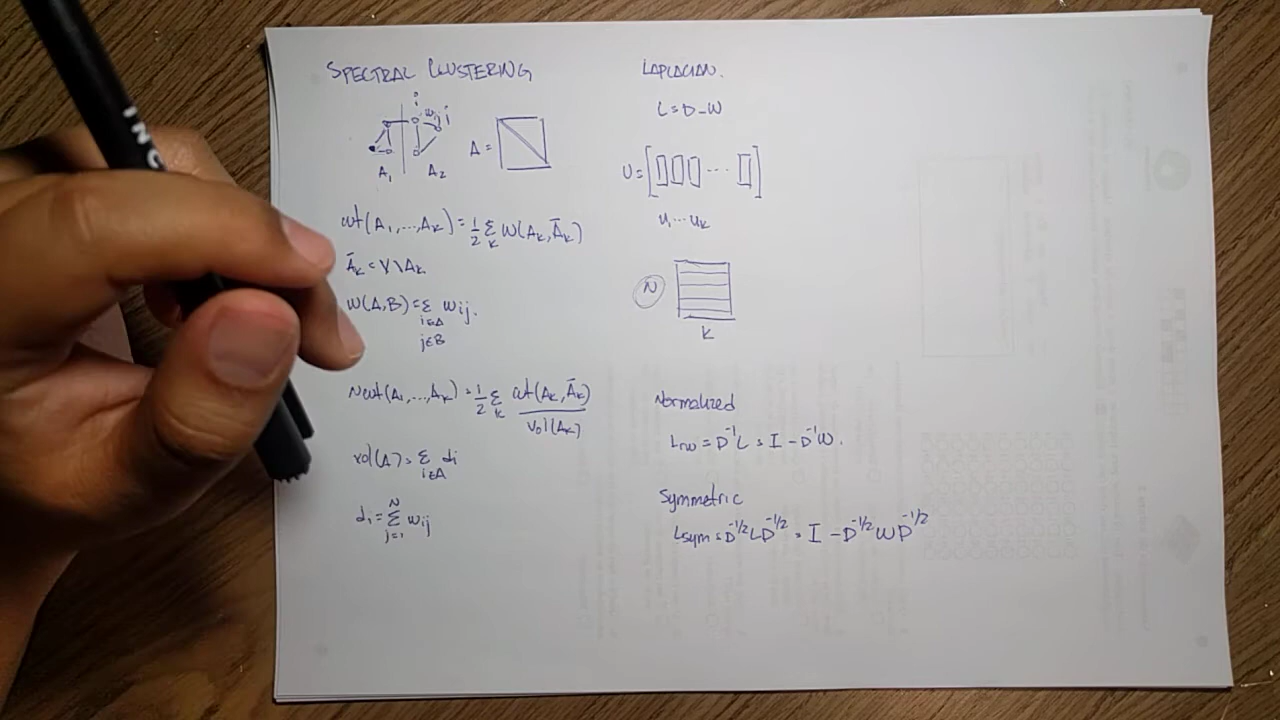 SPECTRAL CLUSTERING
i
wij j
A₁ A₂
A =
cut(A₁,...,Aₖ) = 1/2 Σₖ W(Aₖ, Āₖ)
Āₖ = V \ Aₖ
W(A,B) = Σ wij.
i∈A
j∈B
Ncut(A₁,...,Aₖ) = 1/2 Σₖ cut(Aₖ, Āₖ) / vol(Aₖ)
vol(A) = Σ i∈A di
di = Σ j=1 N wij
LAPLACIAN.
L = D - W
U = [ ... ]
u₁ ... uₖ
N
K
Normalized
Lrw = D⁻¹L = I - D⁻¹W.
Symmetric
Lsym = D^-1/2 L D^-1/2 = I - D^-1/2 W D^-1/2